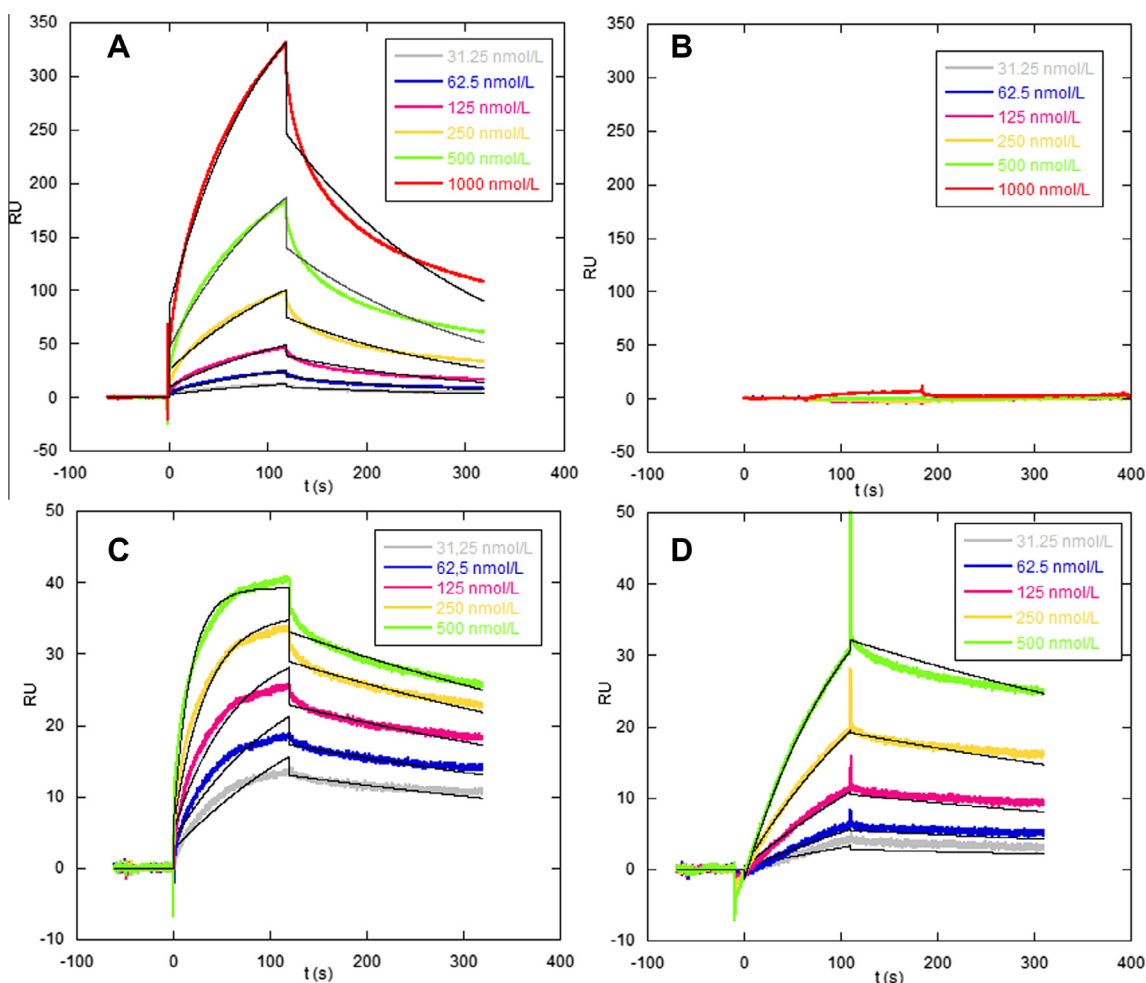 A
350
300
250
200
150
100
50
0
-50
RU
31.25 nmol/L
62.5 nmol/L
125 nmol/L
250 nmol/L
500 nmol/L
1000 nmol/L
-100 0 100 200 300 400
t (s)
B
350
300
250
200
150
100
50
0
-50
RU
31.25 nmol/L
62.5 nmol/L
125 nmol/L
250 nmol/L
500 nmol/L
1000 nmol/L
-100 0 100 200 300 400
t (s)
C
50
40
30
20
10
0
-10
RU
31,25 nmol/L
62,5 nmol/L
125 nmol/L
250 nmol/L
500 nmol/L
-100 0 100 200 300 400
t (s)
D
50
40
30
20
10
0
-10
RU
31.25 nmol/L
62.5 nmol/L
125 nmol/L
250 nmol/L
500 nmol/L
-100 0 100 200 300 400
t (s)